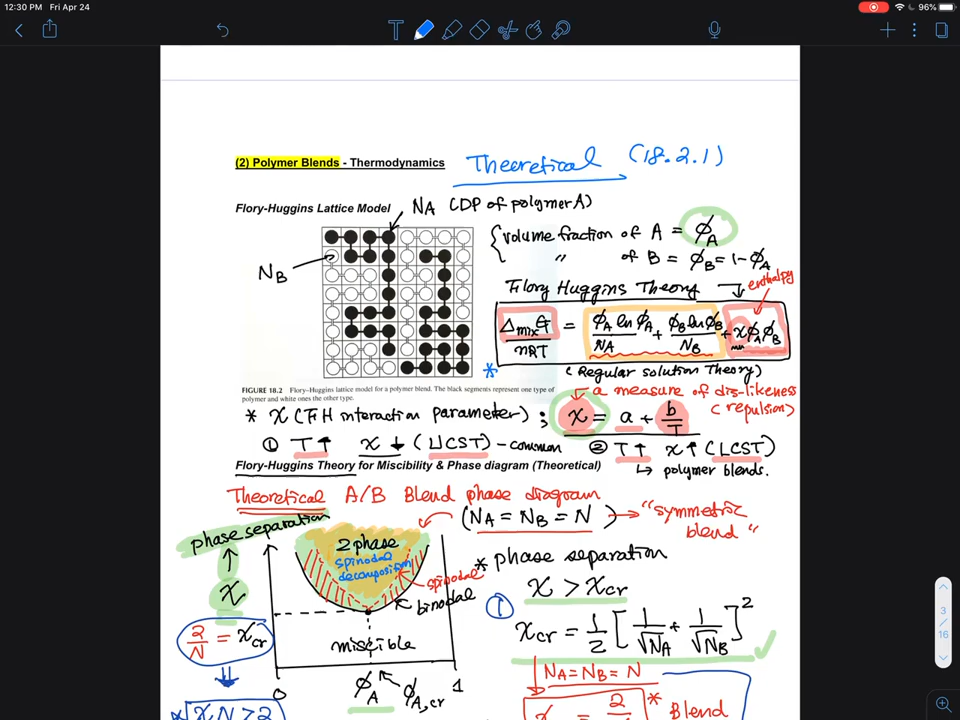 12:30 PM Fri Apr 24
96%
(2) Polymer Blends - Thermodynamics
Theoretical (18.2.1)
Flory-Huggins Lattice Model
NA (DP of polymer A)
NB
volume fraction of A = ϕA
" of B = ϕB = 1-ϕA
Flory Huggins Theory
enthalpy
ΔmixG/nRT = ϕA ln ϕA/NA + ϕB ln ϕB/NB + χϕAϕB
(Regular solution Theory)
*
FIGURE 18.2 Flory-Huggins lattice model for a polymer blend. The black segments represent one type of
polymer and white ones the other type.
a measure of dis-likeness
(repulsion)
* χ (FH interaction parameter) ; χ = a + b/T
① T↑ χ↓ (UCST) - common ② T↑ χ↑ (LCST)
↳ polymer blends.
Flory-Huggins Theory for Miscibility & Phase diagram (Theoretical)
Theoretical A/B Blend phase diagram
(NA = NB = N) → "symmetric
blend"
phase separation
↑
χ
2 phase
spinodal
decomposition
spinodal
binodal
miscible
2/N = χcr
0
ϕA
ϕA,cr
1
χN > 2
* phase separation
χ > χcr
①
χcr = 1/2 [1/√NA + 1/√NB]²
NA = NB = N
* Blend
3
/
16